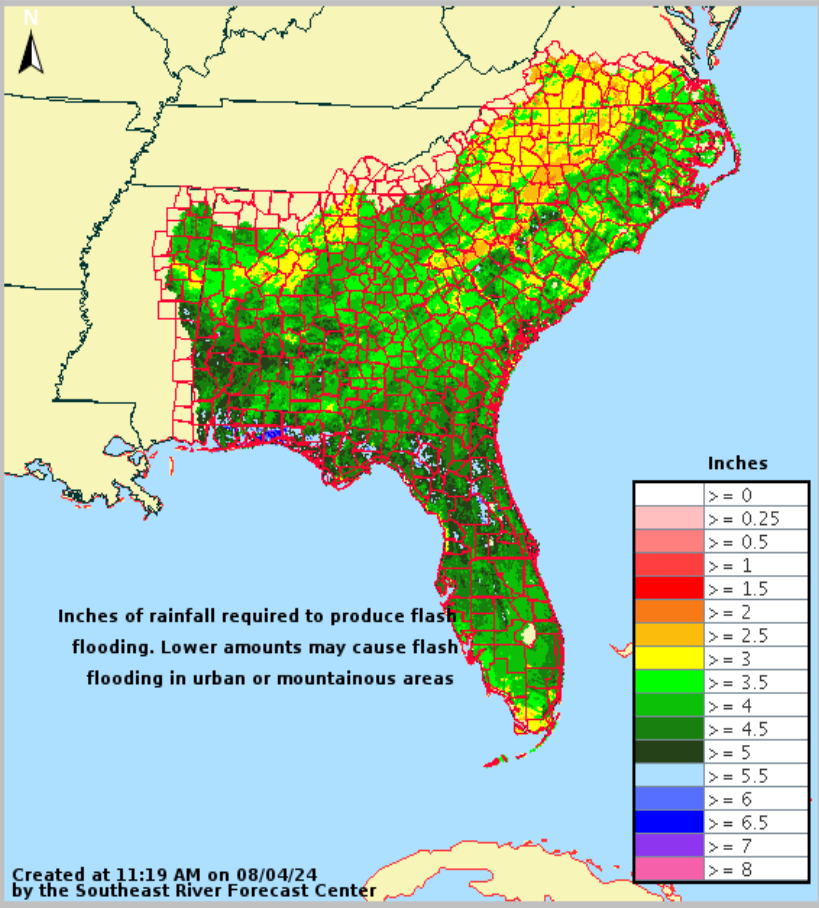 N
Inches
>= 0
>= 0.25
>= 0.5
>= 1
>= 1.5
>= 2
>= 2.5
>= 3
>= 3.5
>= 4
>= 4.5
>= 5
>= 5.5
>= 6
>= 6.5
>= 7
>= 8
Inches of rainfall required to produce flash
flooding. Lower amounts may cause flash
flooding in urban or mountainous areas
Created at 11:19 AM on 08/04/24
by the Southeast River Forecast Center